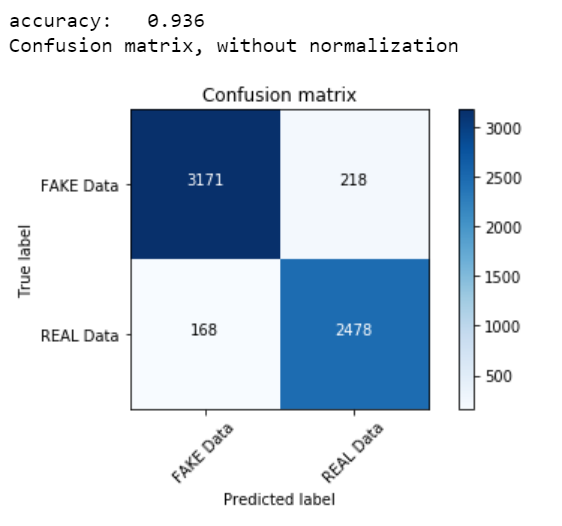 accuracy:   0.936
Confusion matrix, without normalization
Confusion matrix
3000
2500
2000
1500
1000
500
True label
FAKE Data
3171
218
REAL Data
168
2478
FAKE Data
REAL Data
Predicted label